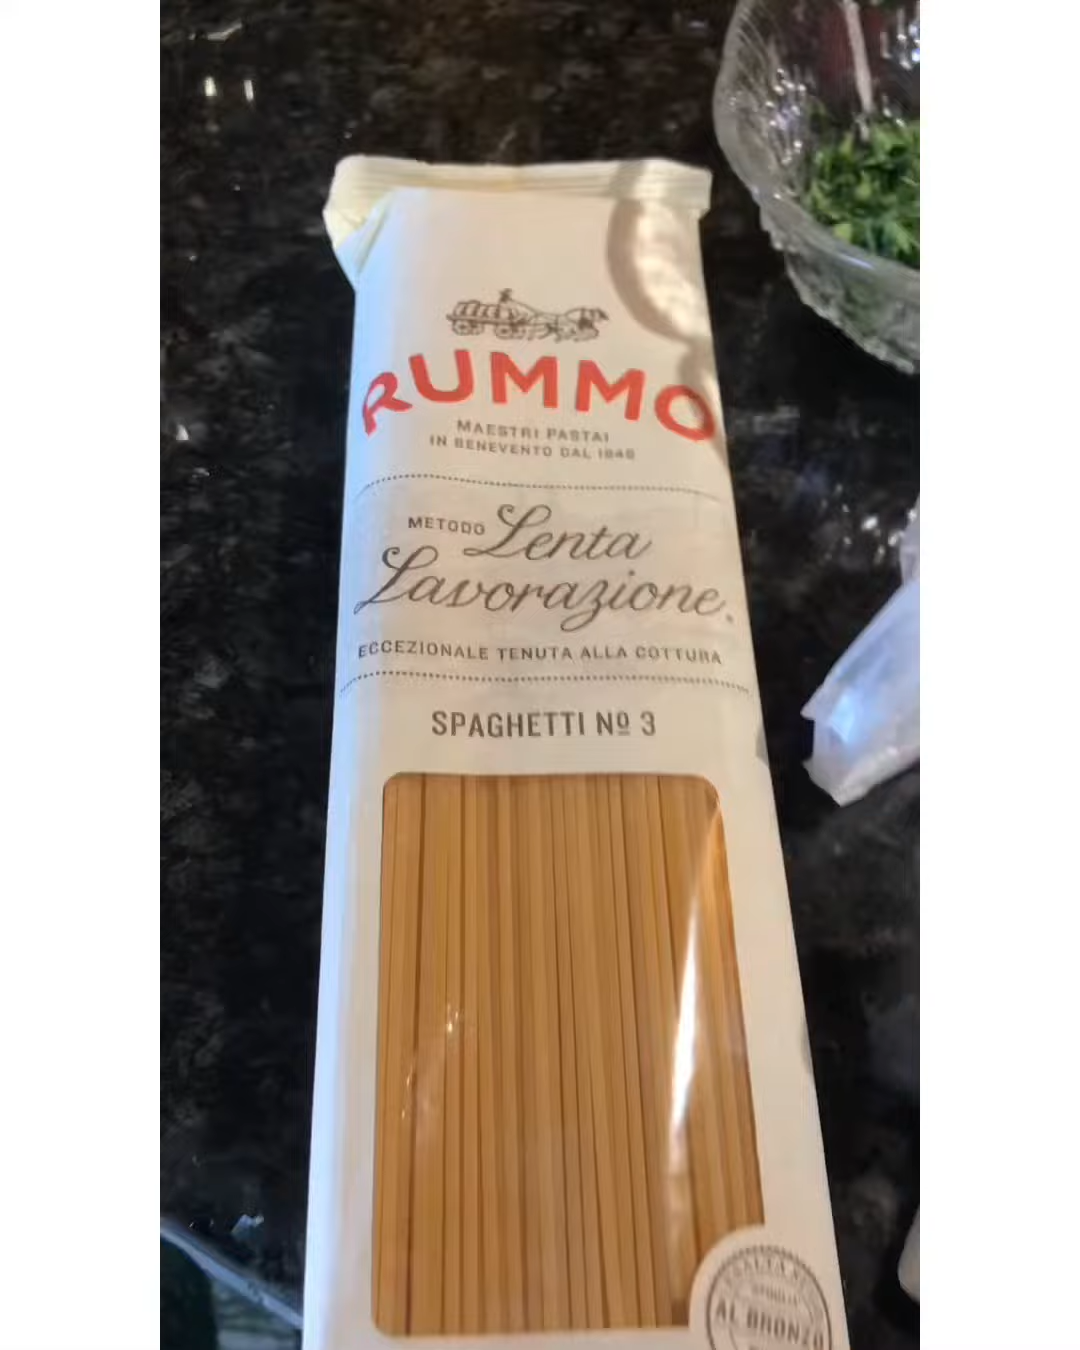 RUMMO
MAESTRI PASTAI
IN BENEVENTO DAL 1846
METODO Lenta
Lavorazione®
ECCEZIONALE TENUTA ALLA COTTURA
SPAGHETTI Nº 3
AL BRONZO